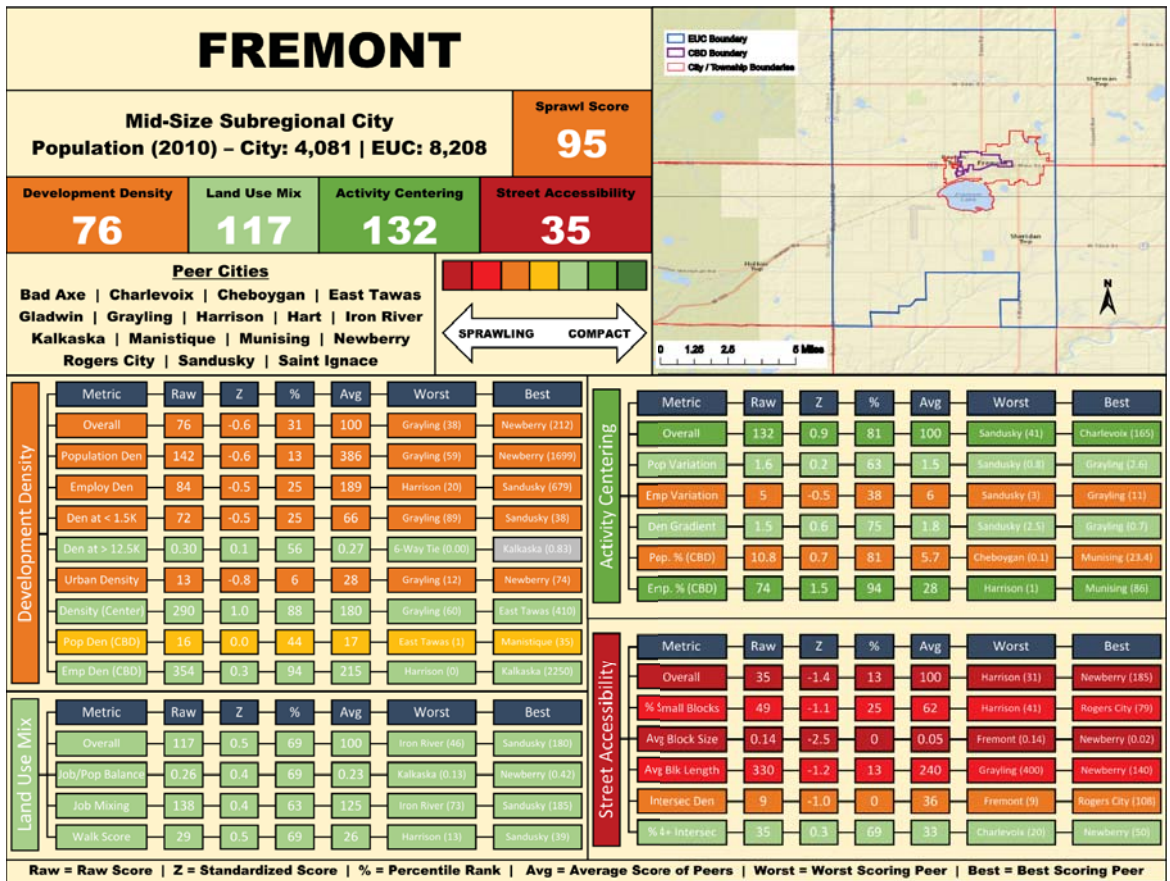 FREMONT
Mid-Size Subregional City
Population (2010) – City: 4,081 | EUC: 8,208
Sprawl Score
95
Development Density
76
Land Use Mix
117
Activity Centering
132
Street Accessibility
35
Peer Cities
Bad Axe | Charlevoix | Cheboygan | East Tawas
Gladwin | Grayling | Harrison | Hart | Iron River
Kalkaska | Manistique | Munising | Newberry
Rogers City | Sandusky | Saint Ignace
SPRAWLING COMPACT
EUC Boundary
CBD Boundary
City / Township Boundaries
Sherman
Twp
Sheridan
Twp
N
0 1.25 2.5 5 Miles
Development Density
Metric Raw Z % Avg Worst Best
Overall 76 -0.6 31 100 Grayling (38) Newberry (212)
Population Den 142 -0.6 13 386 Grayling (59) Newberry (1699)
Employ Den 84 -0.5 25 189 Harrison (20) Sandusky (679)
Den at < 1.5K 72 -0.5 25 66 Grayling (89) Sandusky (38)
Den at > 12.5K 0.30 0.1 56 0.27 6-Way Tie (0.00) Kalkaska (0.83)
Urban Density 13 -0.8 6 28 Grayling (12) Newberry (74)
Density (Center) 290 1.0 88 180 Grayling (60) East Tawas (410)
Pop Den (CBD) 16 0.0 44 17 East Tawas (1) Manistique (35)
Emp Den (CBD) 354 0.3 94 215 Harrison (0) Kalkaska (2250)
Land Use Mix
Metric Raw Z % Avg Worst Best
Overall 117 0.5 69 100 Iron River (46) Sandusky (180)
Job/Pop Balance 0.26 0.4 69 0.23 Kalkaska (0.13) Newberry (0.42)
Job Mixing 138 0.4 63 125 Iron River (73) Sandusky (185)
Walk Score 29 0.5 69 26 Harrison (13) Sandusky (39)
Activity Centering
Metric Raw Z % Avg Worst Best
Overall 132 0.9 81 100 Sandusky (41) Charlevoix (165)
Pop Variation 1.6 0.2 63 1.5 Sandusky (0.8) Grayling (2.6)
Emp Variation 5 -0.5 38 6 Sandusky (3) Grayling (11)
Den Gradient 1.5 0.6 75 1.8 Sandusky (2.5) Grayling (0.7)
Pop. % (CBD) 10.8 0.7 81 5.7 Cheboygan (0.1) Munising (23.4)
Emp. % (CBD) 74 1.5 94 28 Harrison (1) Munising (86)
Street Accessibility
Metric Raw Z % Avg Worst Best
Overall 35 -1.4 13 100 Harrison (31) Newberry (185)
% Small Blocks 49 -1.1 25 62 Harrison (41) Rogers City (79)
Avg Block Size 0.14 -2.5 0 0.05 Fremont (0.14) Newberry (0.02)
Avg Blk Length 330 -1.2 13 240 Grayling (400) Newberry (140)
Intersec Den 9 -1.0 0 36 Fremont (9) Rogers City (108)
% 4+ Intersec 35 0.3 69 33 Charlevoix (20) Newberry (50)
Raw = Raw Score | Z = Standardized Score | % = Percentile Rank | Avg = Average Score of Peers | Worst = Worst Scoring Peer | Best = Best Scoring Peer